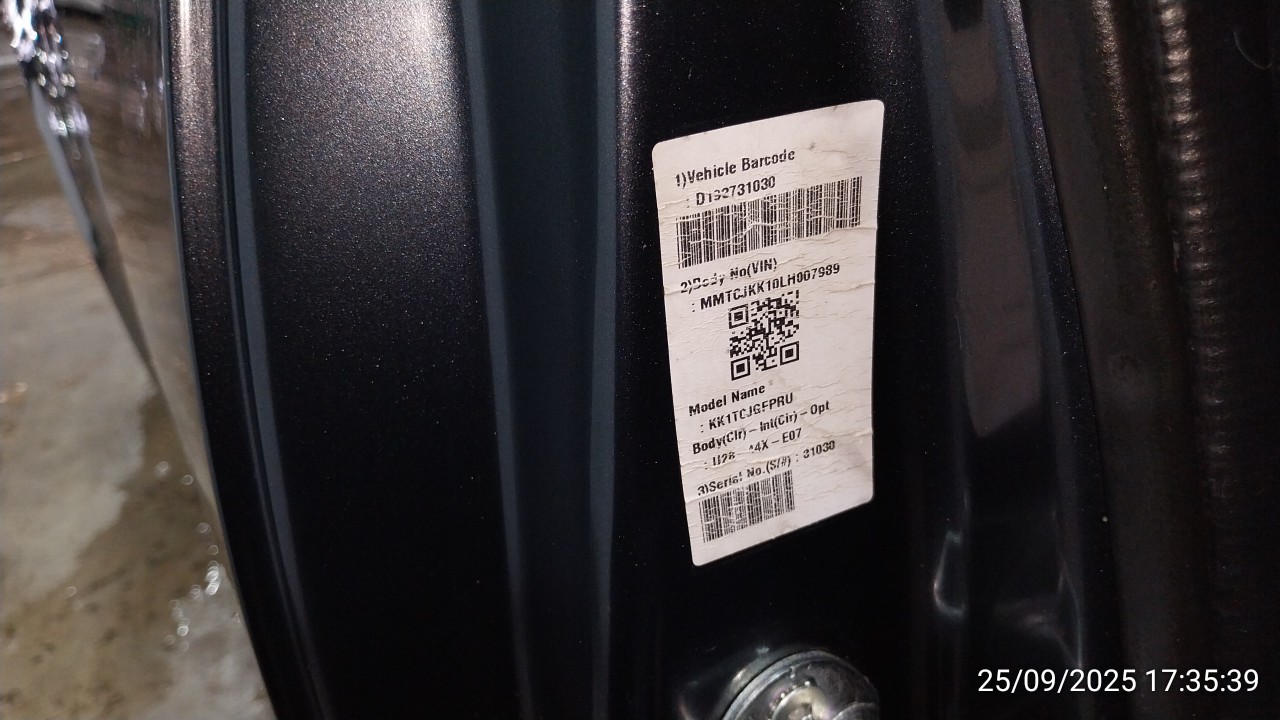 1)Vehicle Barcode
: D192731030
2)Body No(VIN)
: MMTCJKK10LH007989
Model Name
: KK1TCJGFPRU
Body(Clr) - Int(Clr) - Opt
: U28 - 4X - E07
3)Serial No.(S/#) : 31030
25/09/2025 17:35:39